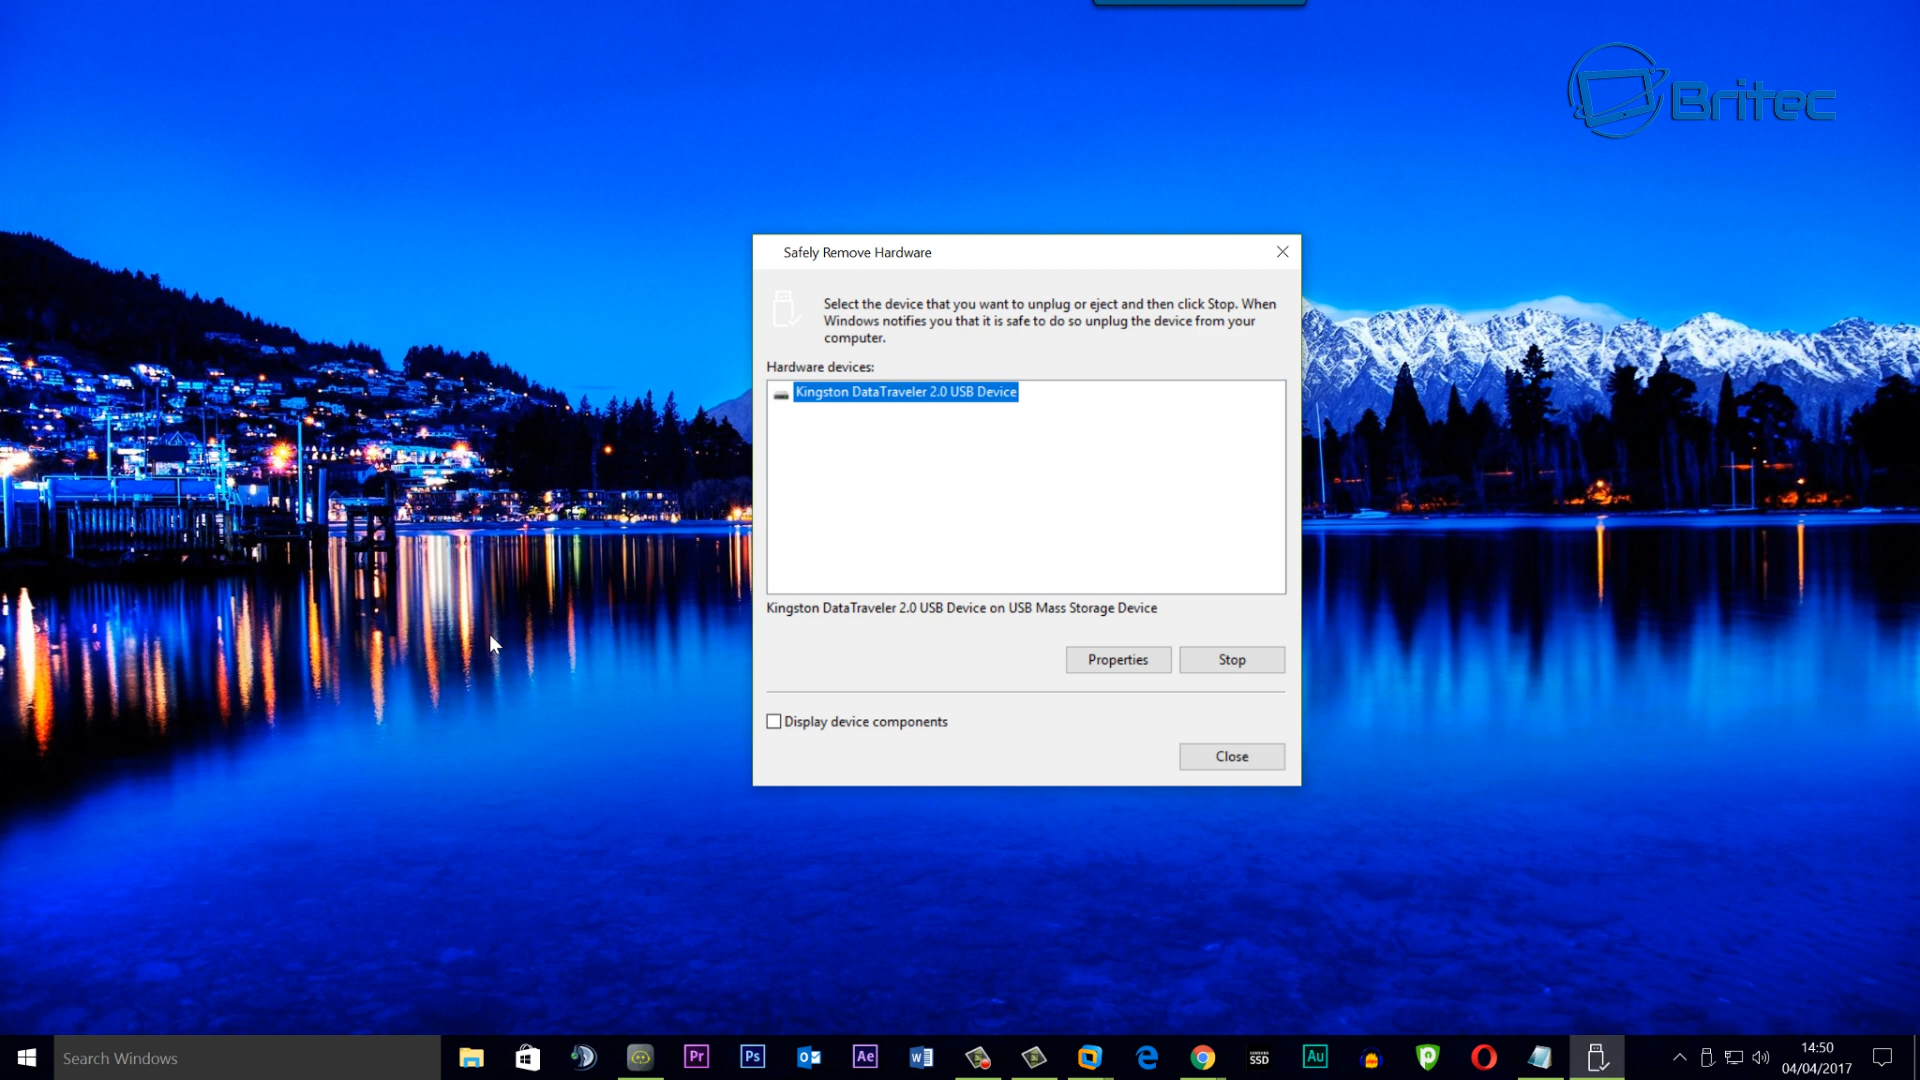 Britec
Safely Remove Hardware
Select the device that you want to unplug or eject and then click Stop. When
Windows notifies you that it is safe to do so unplug the device from your
computer.
Hardware devices:
Kingston DataTraveler 2.0 USB Device
Kingston DataTraveler 2.0 USB Device on USB Mass Storage Device
Properties
Stop
Display device components
Close
Search Windows
Pr
Ps
Ae
SSD
Au
14:50
04/04/2017